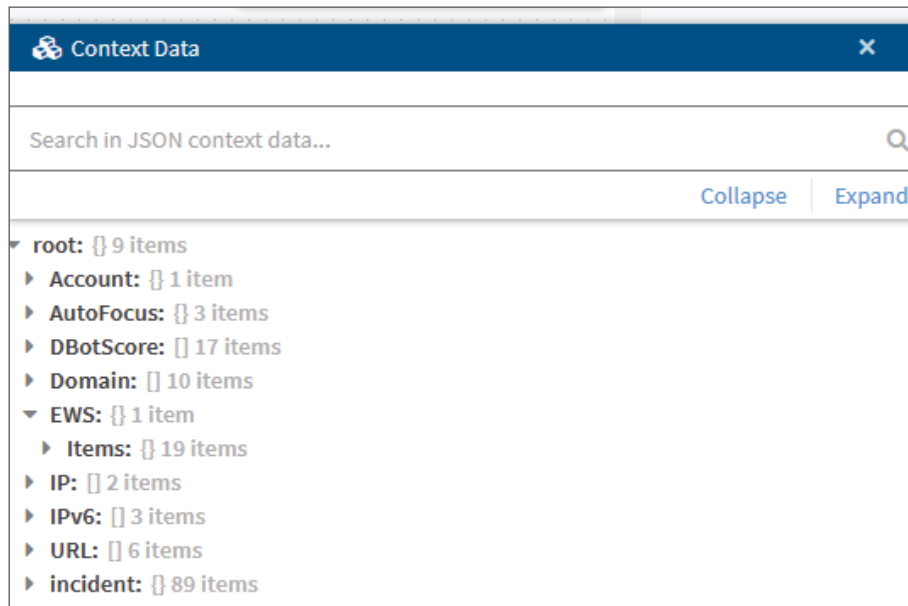 Context Data
Search in JSON context data...
Collapse Expand
root: {} 9 items
Account: {} 1 item
AutoFocus: {} 3 items
DBotScore: [] 17 items
Domain: [] 10 items
EWS: {} 1 item
Items: {} 19 items
IP: [] 2 items
IPv6: [] 3 items
URL: [] 6 items
incident: {} 89 items